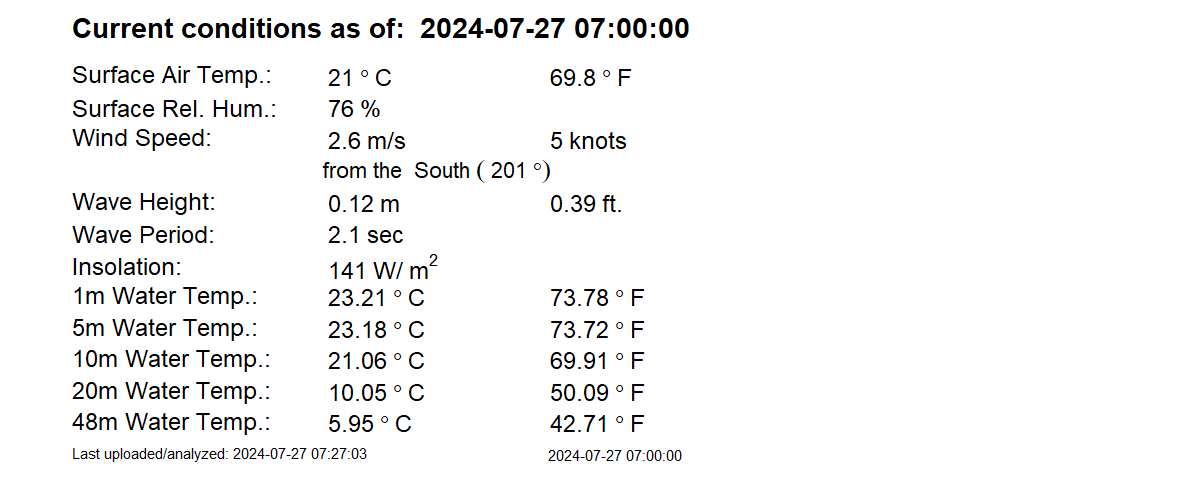 Current conditions as of:  2024-07-27 07:00:00
Surface Air Temp.: 21 ° C 69.8 ° F
Surface Rel. Hum.: 76 %
Wind Speed: 2.6 m/s 5 knots
from the  South ( 201 °)
Wave Height: 0.12 m 0.39 ft.
Wave Period: 2.1 sec
Insolation: 141 W/ m²
1m Water Temp.: 23.21 ° C 73.78 ° F
5m Water Temp.: 23.18 ° C 73.72 ° F
10m Water Temp.: 21.06 ° C 69.91 ° F
20m Water Temp.: 10.05 ° C 50.09 ° F
48m Water Temp.: 5.95 ° C 42.71 ° F
Last uploaded/analyzed: 2024-07-27 07:27:03 2024-07-27 07:00:00